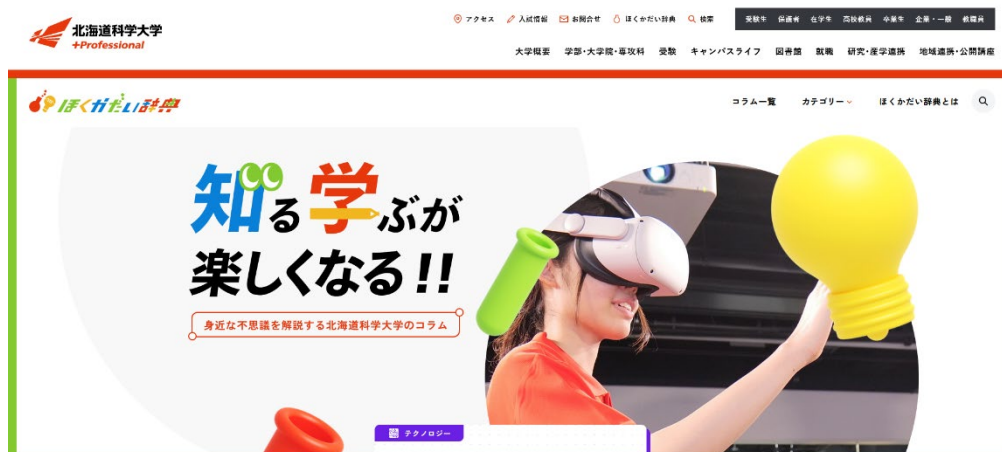 北海道科学大学
+Professional
アクセス 入試情報 お問合せ ほくかだい辞典 検索 受験生 保護者 在学生 高校教員 卒業生 企業・一般 教職員
大学概要 学部・大学院・専攻科 受験 キャンパスライフ 図書館 就職 研究・産学連携 地域連携・公開講座
ほくかだい辞典
コラム一覧 カテゴリー ほくかだい辞典とは
知る学ぶが
楽しくなる!!
身近な不思議を解説する北海道科学大学のコラム
テクノロジー